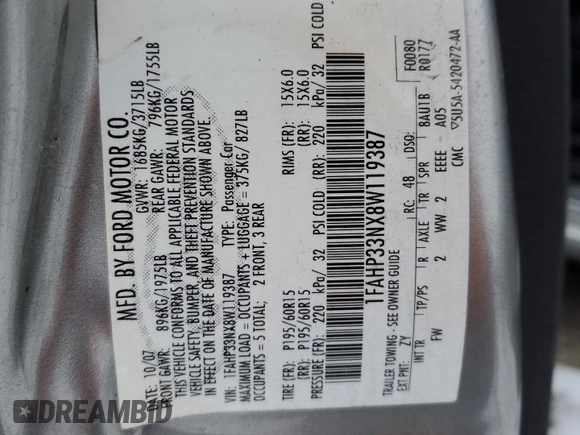 MFD. BY FORD MOTOR CO.
DATE: 10/07 GVWR: 1685KG/3715LB
FRONT GAWR: 896KG/1975LB REAR GAWR: 796KG/1755LB
THIS VEHICLE CONFORMS TO ALL APPLICABLE FEDERAL MOTOR
VEHICLE SAFETY, BUMPER, AND THEFT PREVENTION STANDARDS
IN EFFECT ON THE DATE OF MANUFACTURE SHOWN ABOVE.
VIN: 1FAHP33NX8W119387 TYPE: Passenger Car
MAXIMUM LOAD = OCCUPANTS + LUGGAGE = 375KG/ 827LB
OCCUPANTS = 5 TOTAL: 2 FRONT, 3 REAR
TIRE (FR): P195/60R15 RIMS (FR): 15X6.0
(RR): P195/60R15 (RR): 15X6.0
PRESSURE (FR): 220 kPa/ 32 PSI COLD (RR): 220 kPa/ 32 PSI COLD
1FAHP33NX8W119387
TRAILER TOWING - SEE OWNER GUIDE F0080
EXT PNT: ZY RC: 48 DSO: R0177
INT TR TP/PS R AXLE TR SPR BAU1B
FW 2 WW 2 EEE A05
CMC 5U5A-5420472-AA
DREAMBID